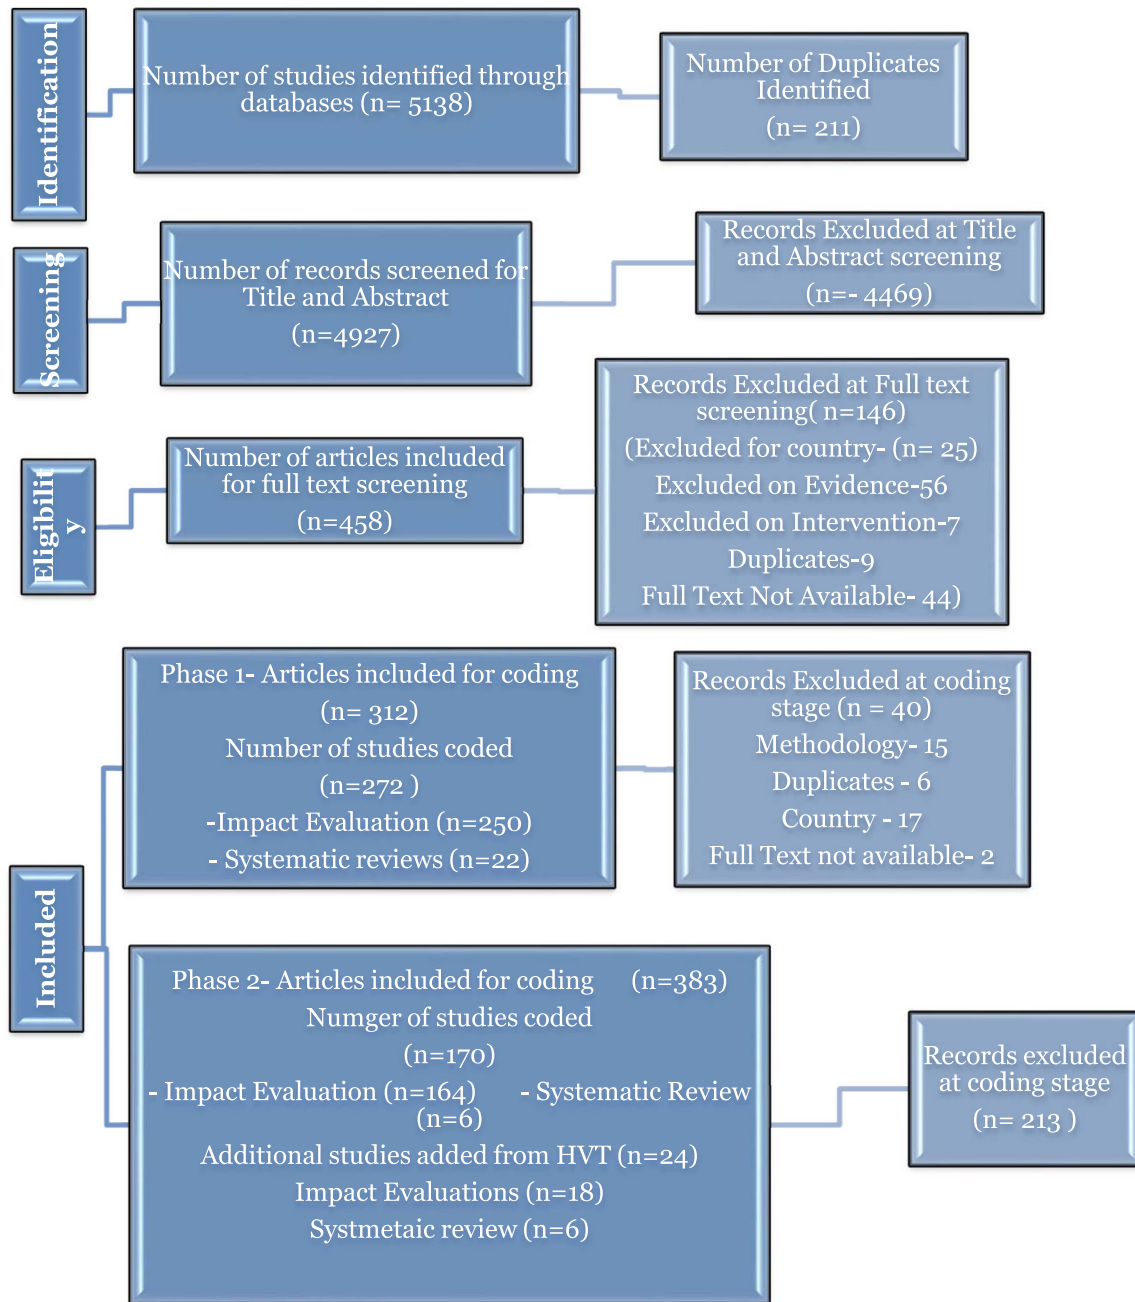 Identification
Number of studies identified through
databases (n= 5138)
Number of Duplicates
Identified
(n= 211)
Screening
Number of records screened for
Title and Abstract
(n=4927)
Records Excluded at Title
and Abstract screening
(n=- 4469)
Eligibilit
y
Number of articles included
for full text screening
(n=458)
Records Excluded at Full text
screening( n=146)
(Excluded for country- (n= 25)
Excluded on Evidence-56
Excluded on Intervention-7
Duplicates-9
Full Text Not Available- 44)
Included
Phase 1- Articles included for coding
(n= 312)
Number of studies coded
(n=272 )
-Impact Evaluation (n=250)
- Systematic reviews (n=22)
Records Excluded at coding
stage (n = 40)
Methodology- 15
Duplicates - 6
Country - 17
Full Text not available- 2
Phase 2- Articles included for coding (n=383)
Numger of studies coded
(n=170)
- Impact Evaluation (n=164) - Systematic Review
(n=6)
Additional studies added from HVT (n=24)
Impact Evaluations (n=18)
Systmetaic review (n=6)
Records excluded
at coding stage
(n= 213 )